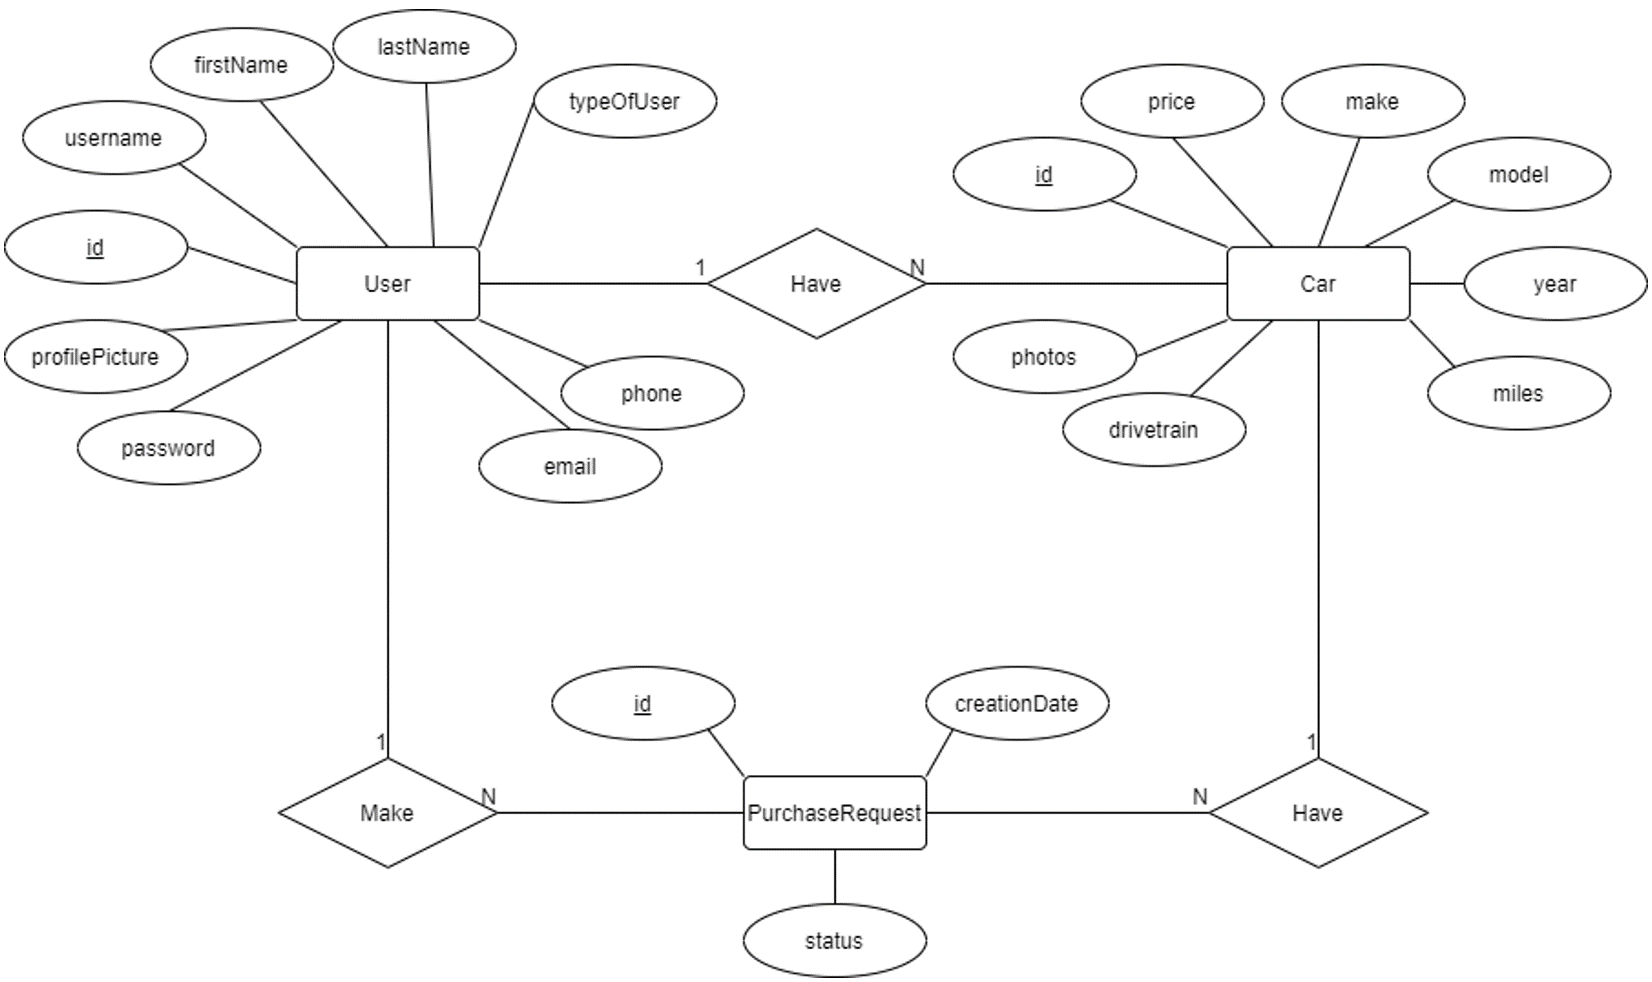 lastName
firstName
typeOfUser
price
make
username
id
model
id
1
N
User
Have
Car
year
profilePicture
photos
phone
miles
drivetrain
password
email
id
creationDate
1
1
N
N
Make
PurchaseRequest
Have
status